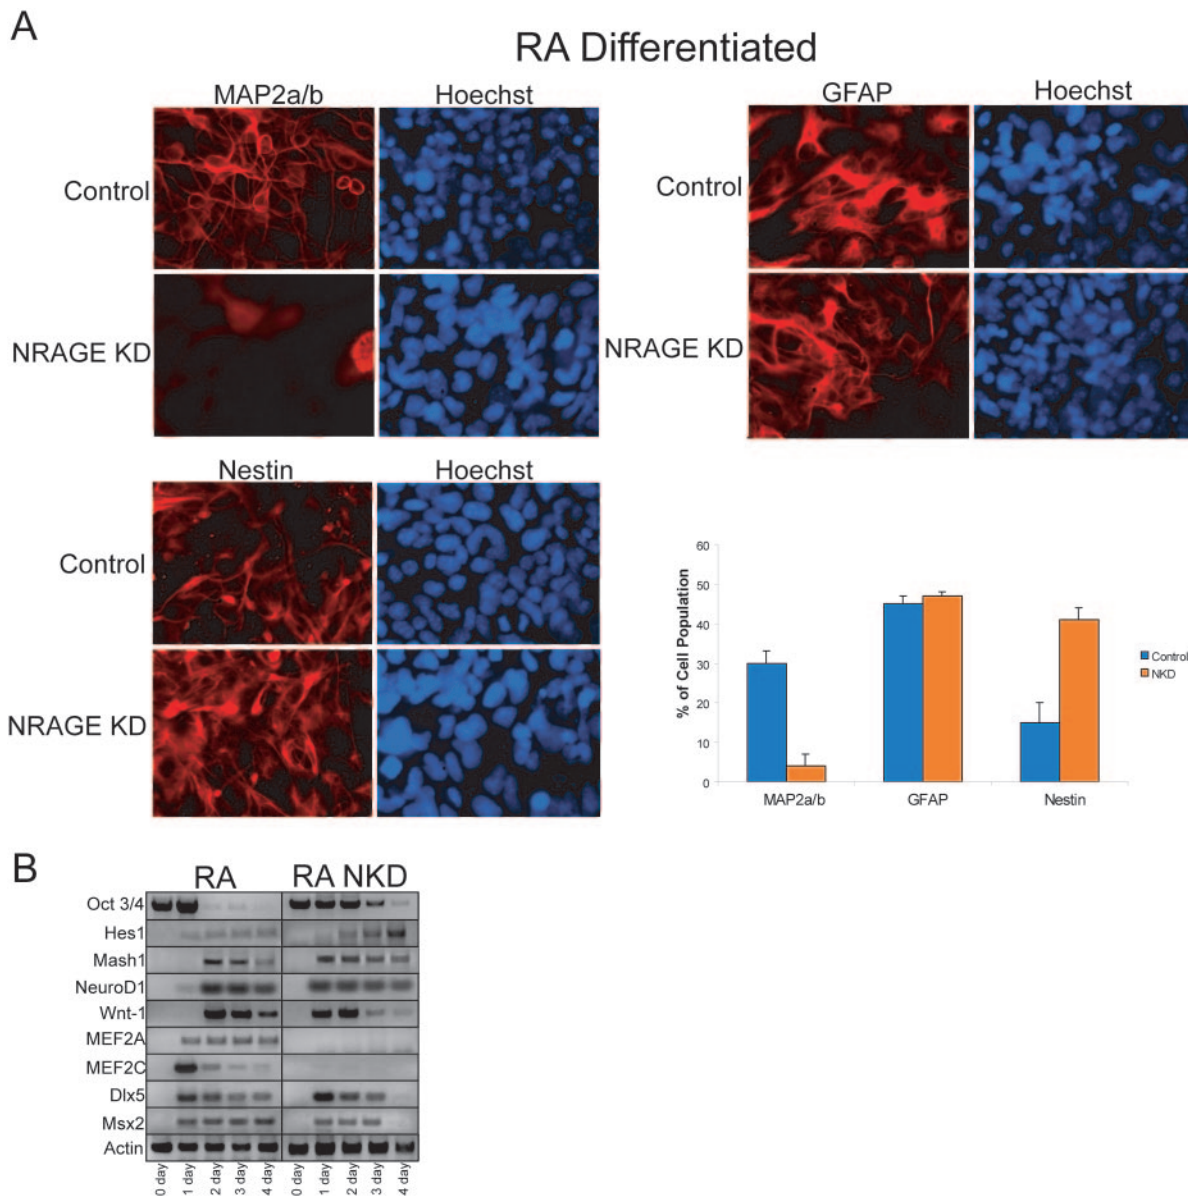 A
RA Differentiated
MAP2a/b Hoechst
Control
NRAGE KD
GFAP Hoechst
Control
NRAGE KD
Nestin Hoechst
Control
NRAGE KD
% of Cell Population
60
50
40
30
20
10
0
MAP2a/b GFAP Nestin
Control
NKD
B
RA RA NKD
Oct 3/4
Hes1
Mash1
NeuroD1
Wnt-1
MEF2A
MEF2C
Dlx5
Msx2
Actin
0 day 1 day 2 day 3 day 4 day 0 day 1 day 2 day 3 day 4 day